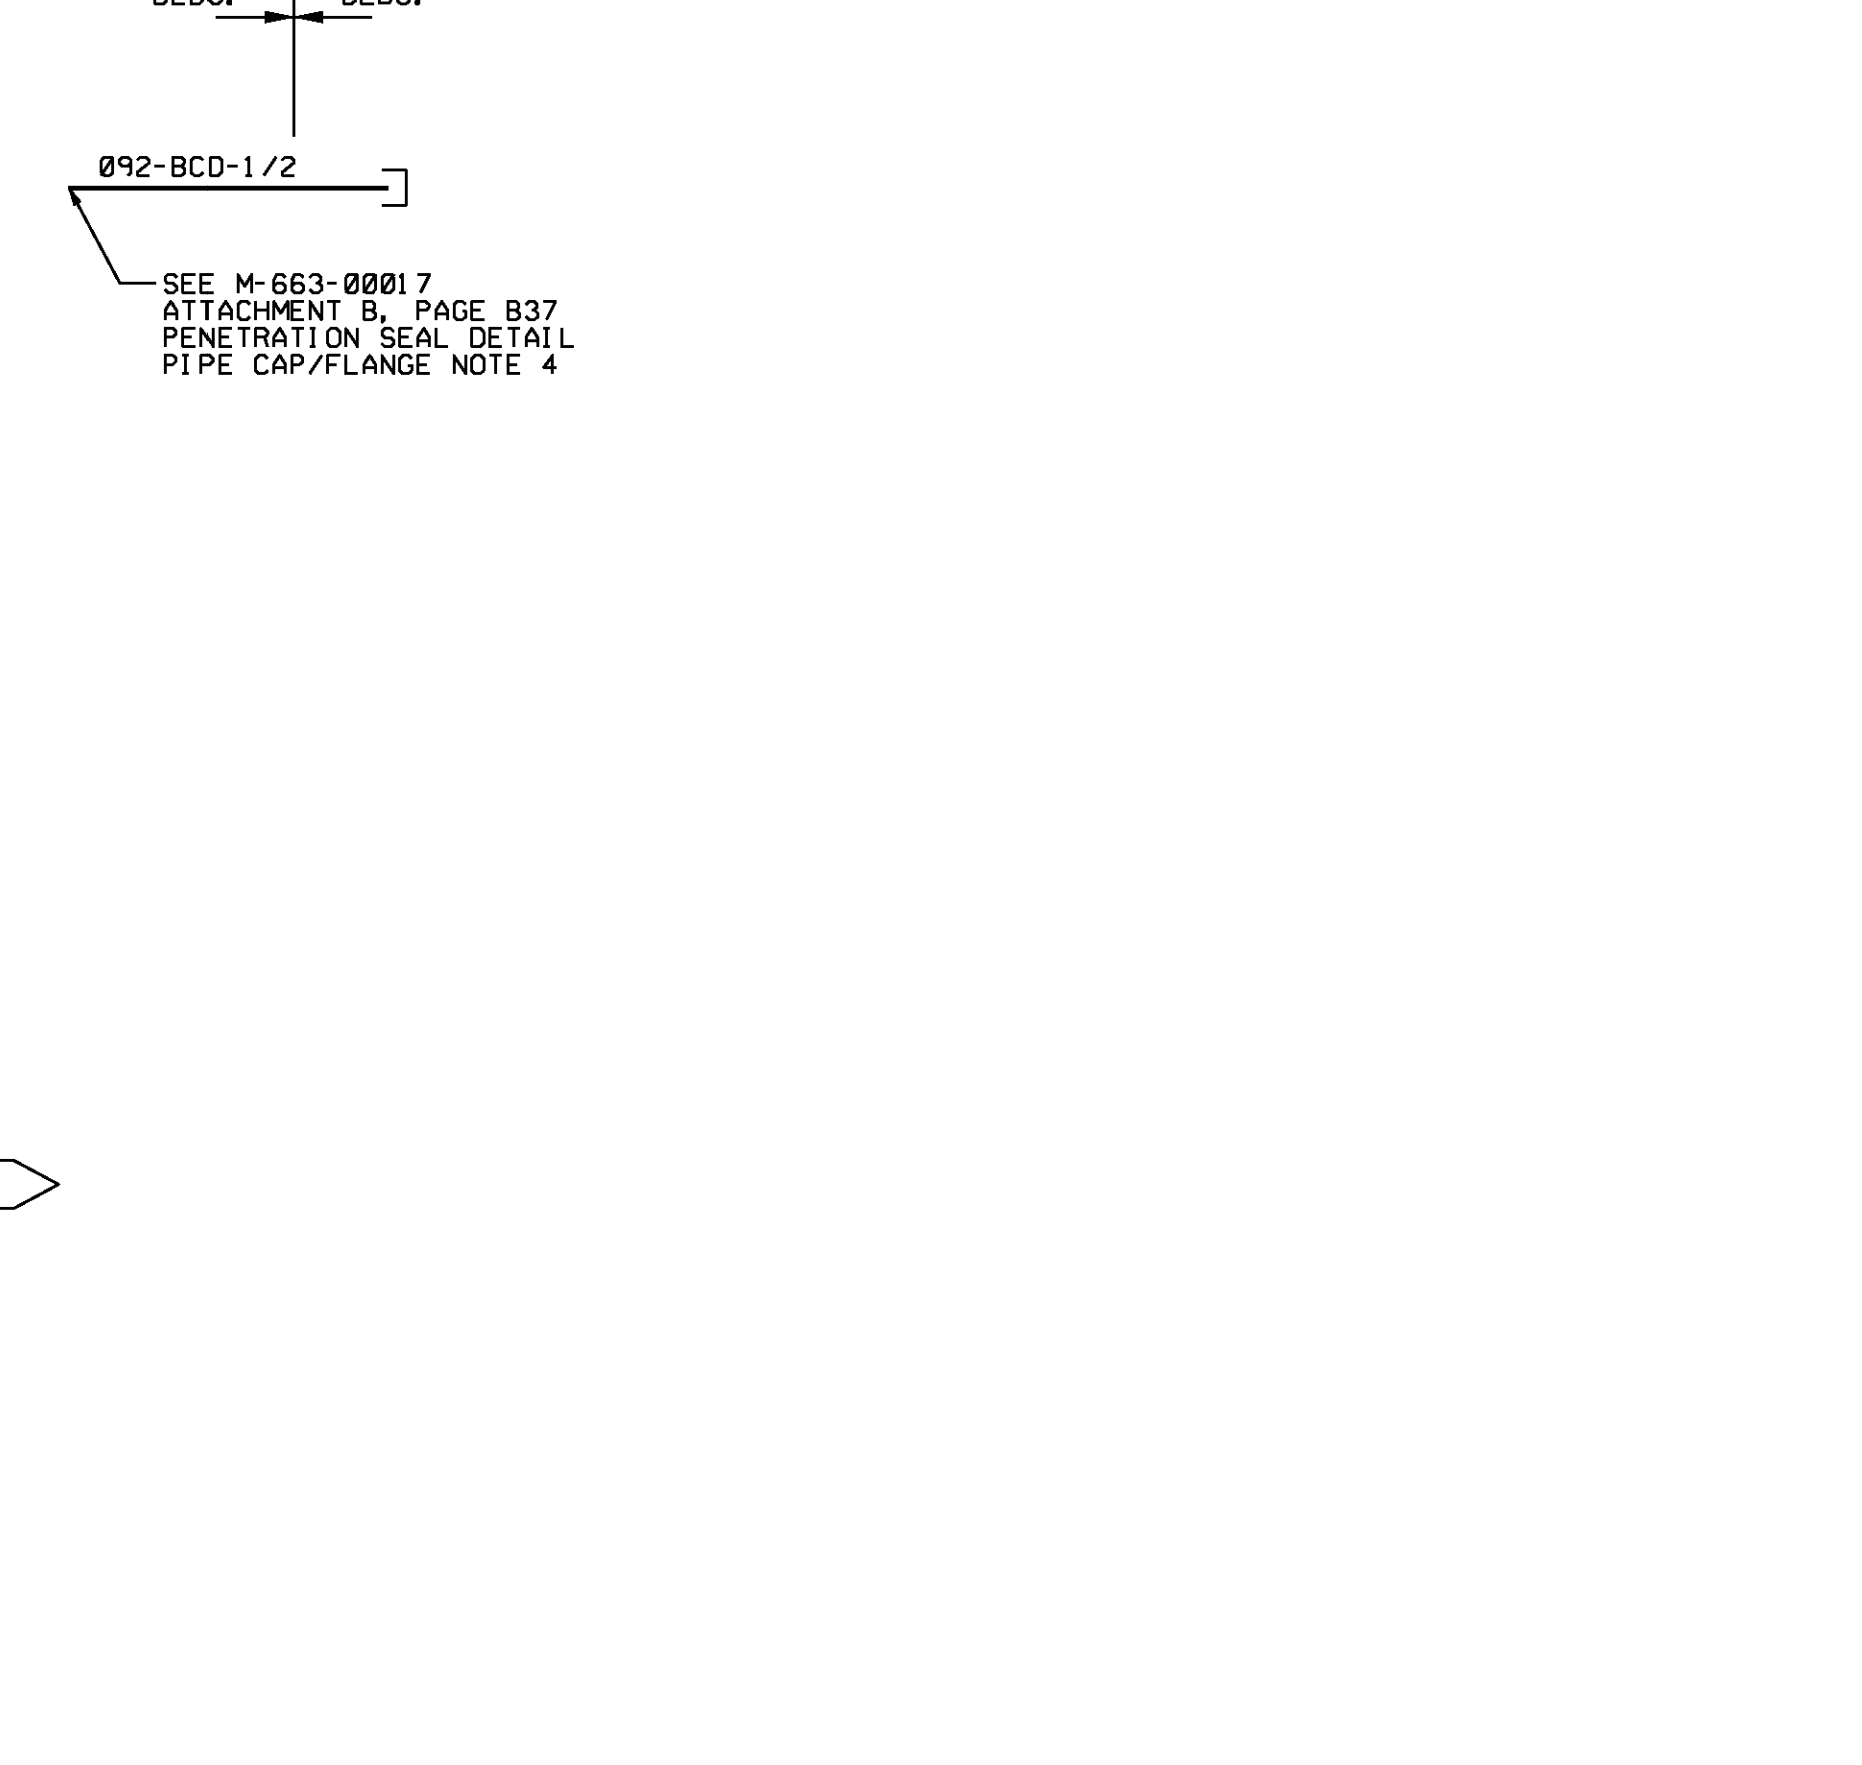 092-BCD-1/2
SEE M-663-00017
ATTACHMENT B, PAGE B37
PENETRATION SEAL DETAIL
PIPE CAP/FLANGE NOTE 4